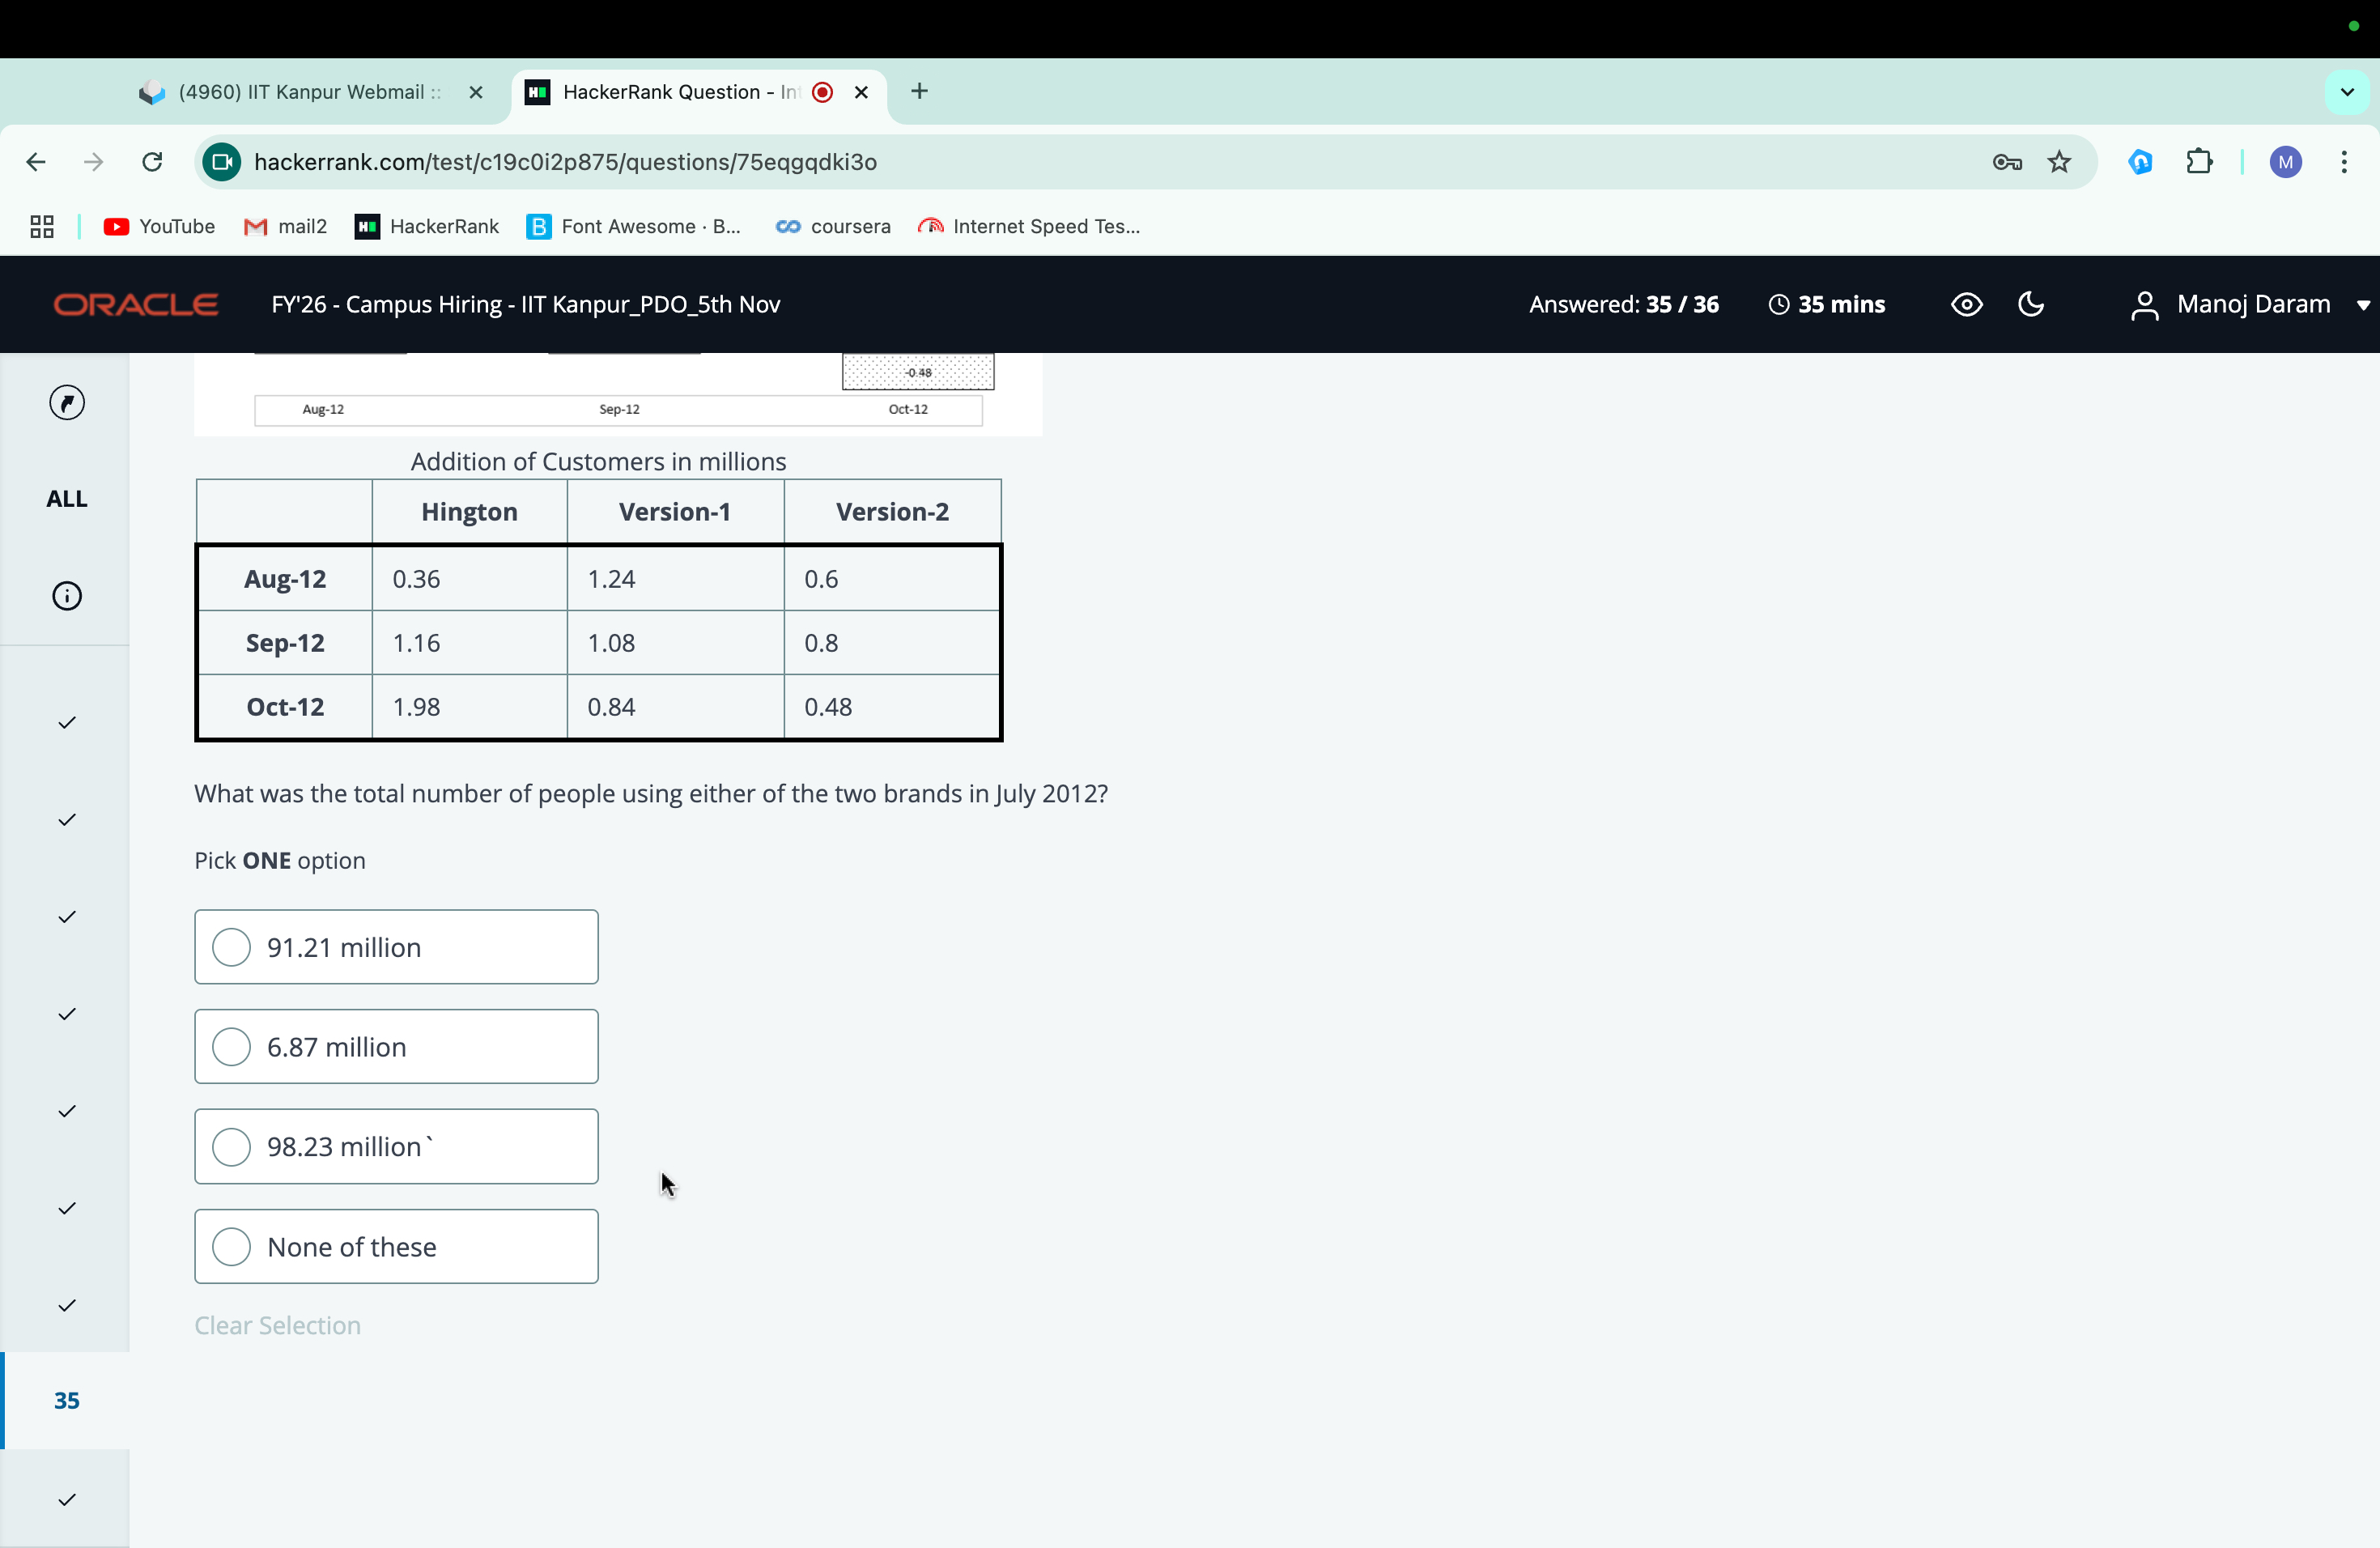 (4960) IIT Kanpur Webmail ::
HackerRank Question - Int
hackerrank.com/test/c19c0i2p875/questions/75eqgqdki3o
M
YouTube mail2 HackerRank Font Awesome · B... coursera Internet Speed Tes...
ORACLE FY'26 - Campus Hiring - IIT Kanpur_PDO_5th Nov Answered: 35 / 36 35 mins Manoj Daram
-0.48
Aug-12 Sep-12 Oct-12
ALL
Addition of Customers in millions
Hington Version-1 Version-2
Aug-12 0.36 1.24 0.6
Sep-12 1.16 1.08 0.8
Oct-12 1.98 0.84 0.48
What was the total number of people using either of the two brands in July 2012?
Pick ONE option
91.21 million
6.87 million
98.23 million`
None of these
Clear Selection
35